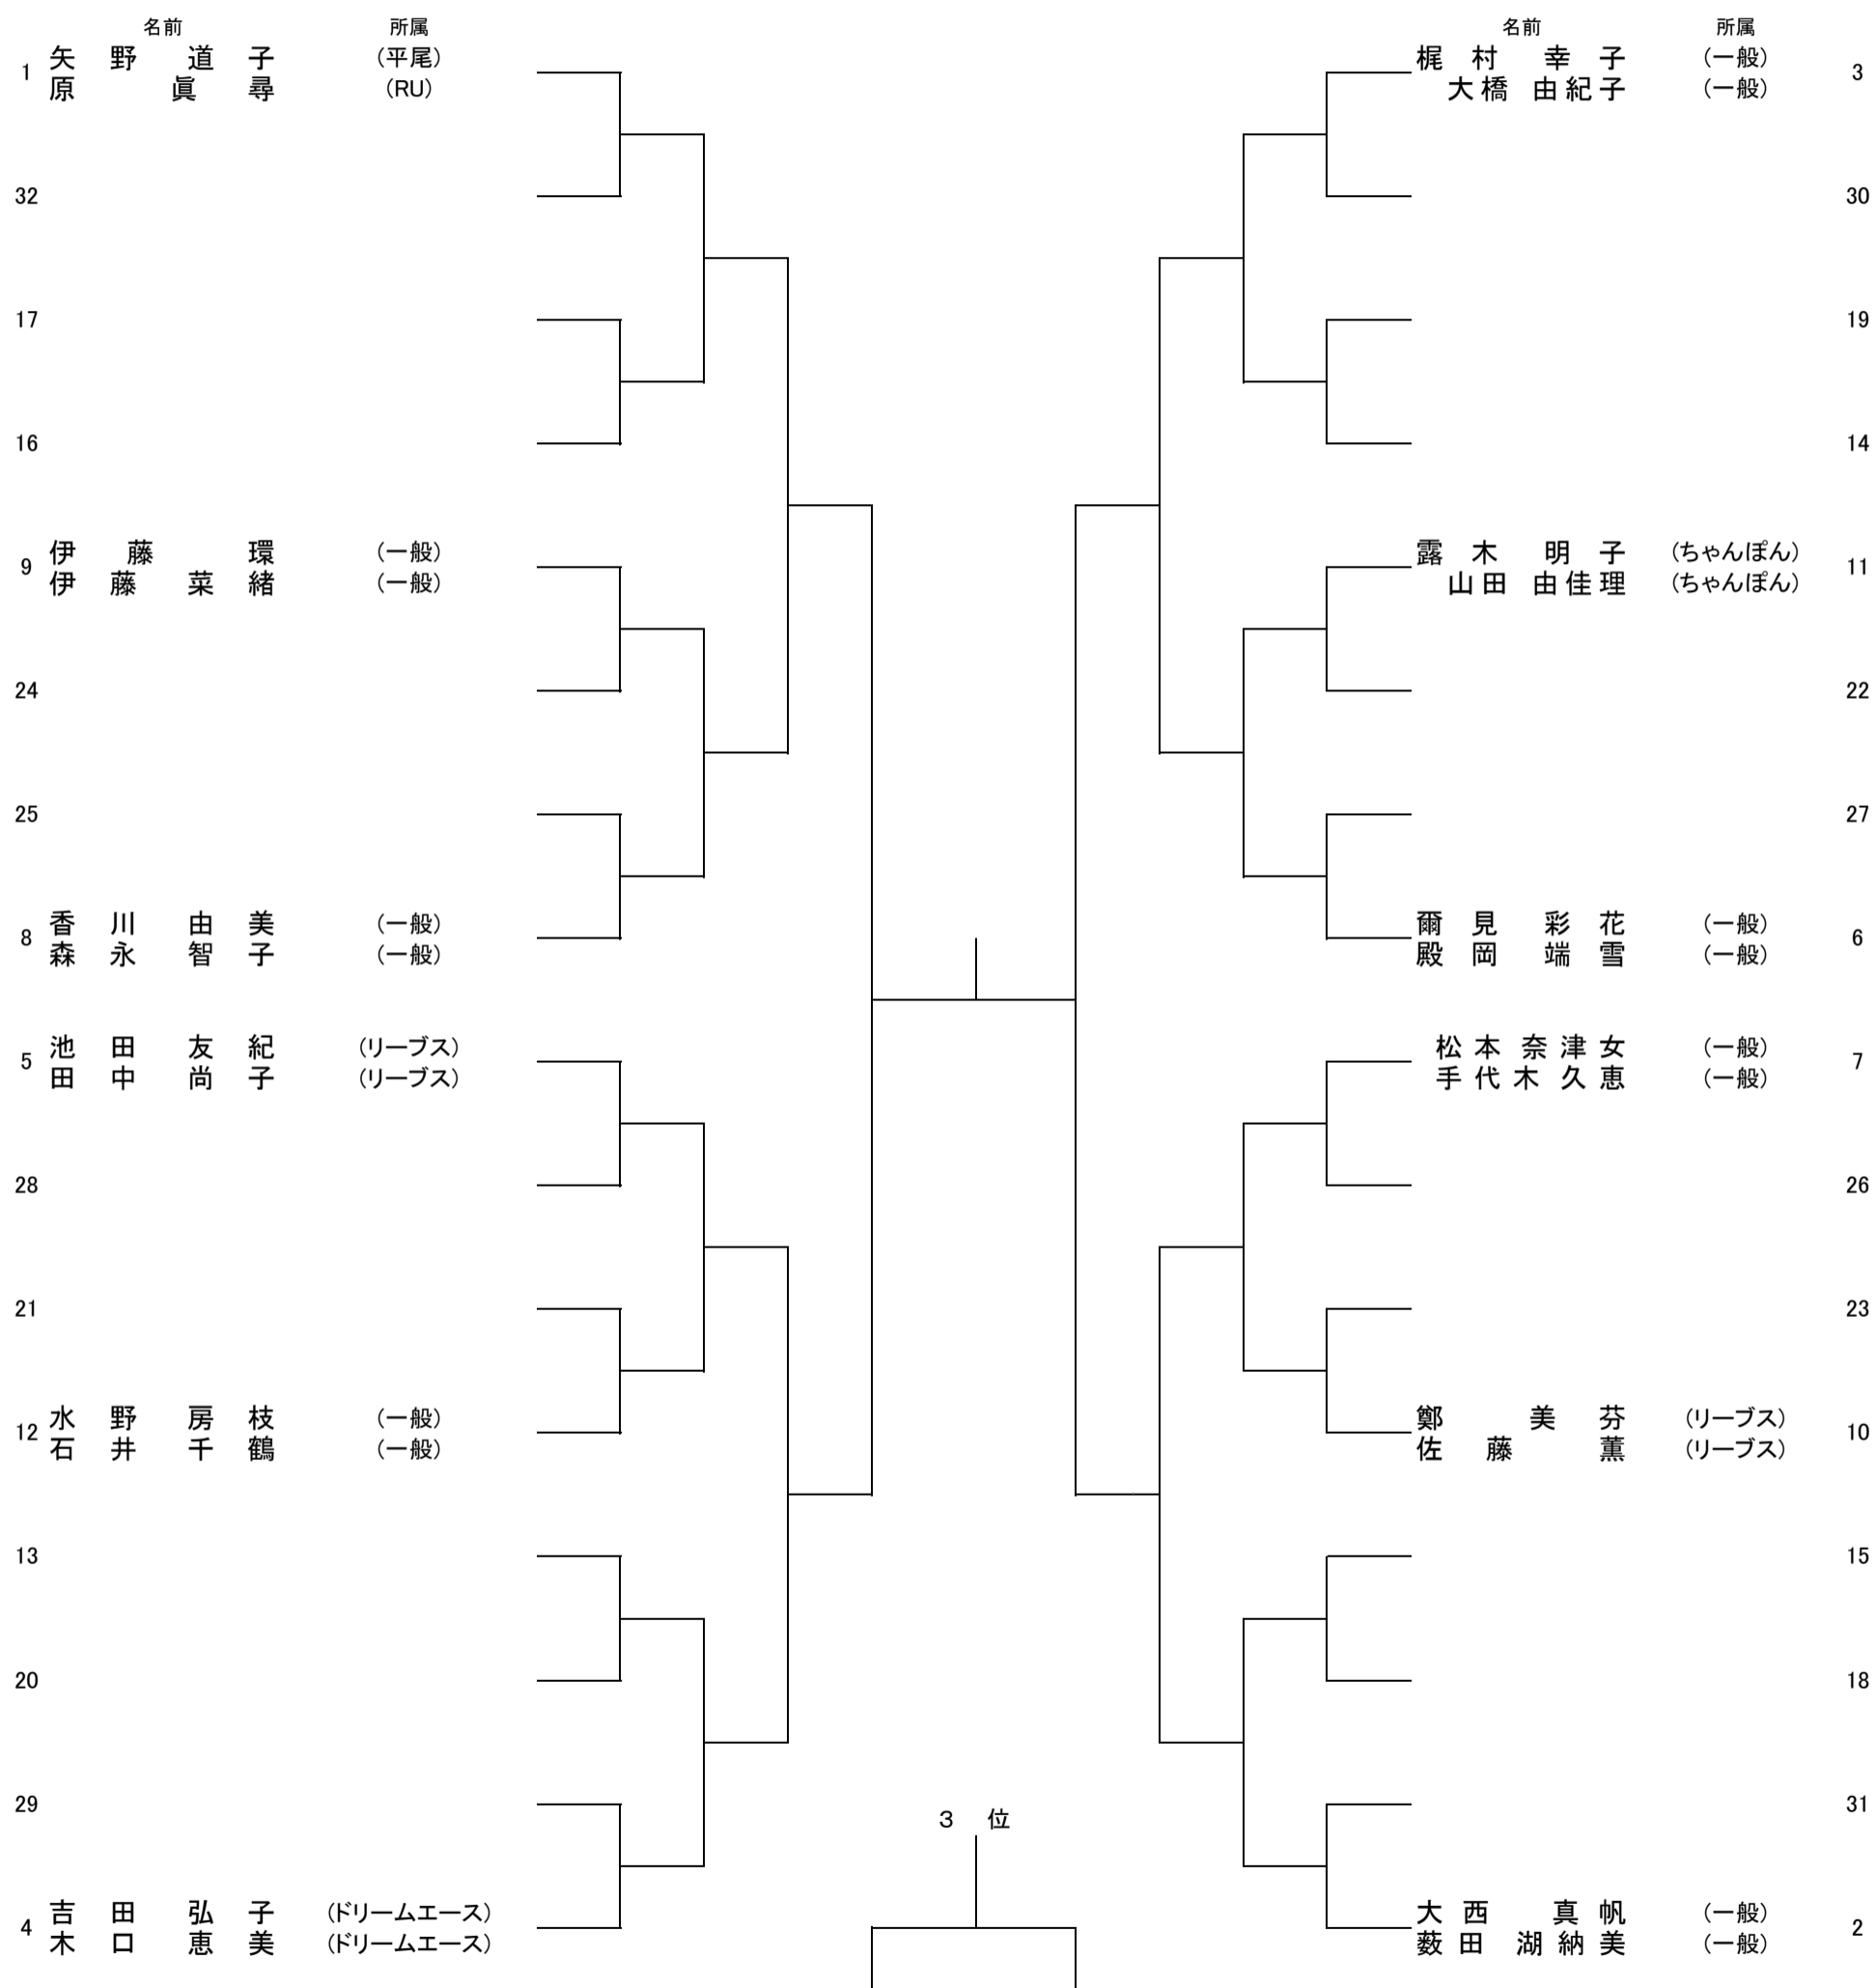 名前 所属 名前 所属
1 矢野 道子 (平尾)
原 眞尋 (RU)
32
17
16
9 伊藤 環 (一般)
伊藤 菜緒 (一般)
24
25
8 香川 由美 (一般)
森永 智子 (一般)
5 池田 友紀 (リーブス)
田中 尚子 (リーブス)
28
21
12 水野 房枝 (一般)
石井 千鶴 (一般)
13
20
29
4 吉田 弘子 (ドリームエース)
木口 恵美 (ドリームエース)
3 位
梶村 幸子 (一般) 3
大橋 由紀子 (一般)
30
19
14
露木 明子 (ちゃんぽん) 11
山田 由佳理 (ちゃんぽん)
22
27
爾見 彩花 (一般) 6
殿岡 端雪 (一般)
松本 奈津女 (一般) 7
手代木 久恵 (一般)
26
23
鄭 美芬 (リーブス) 10
佐藤 薫 (リーブス)
15
18
31
大西 真帆 (一般) 2
薮田 湖納美 (一般)